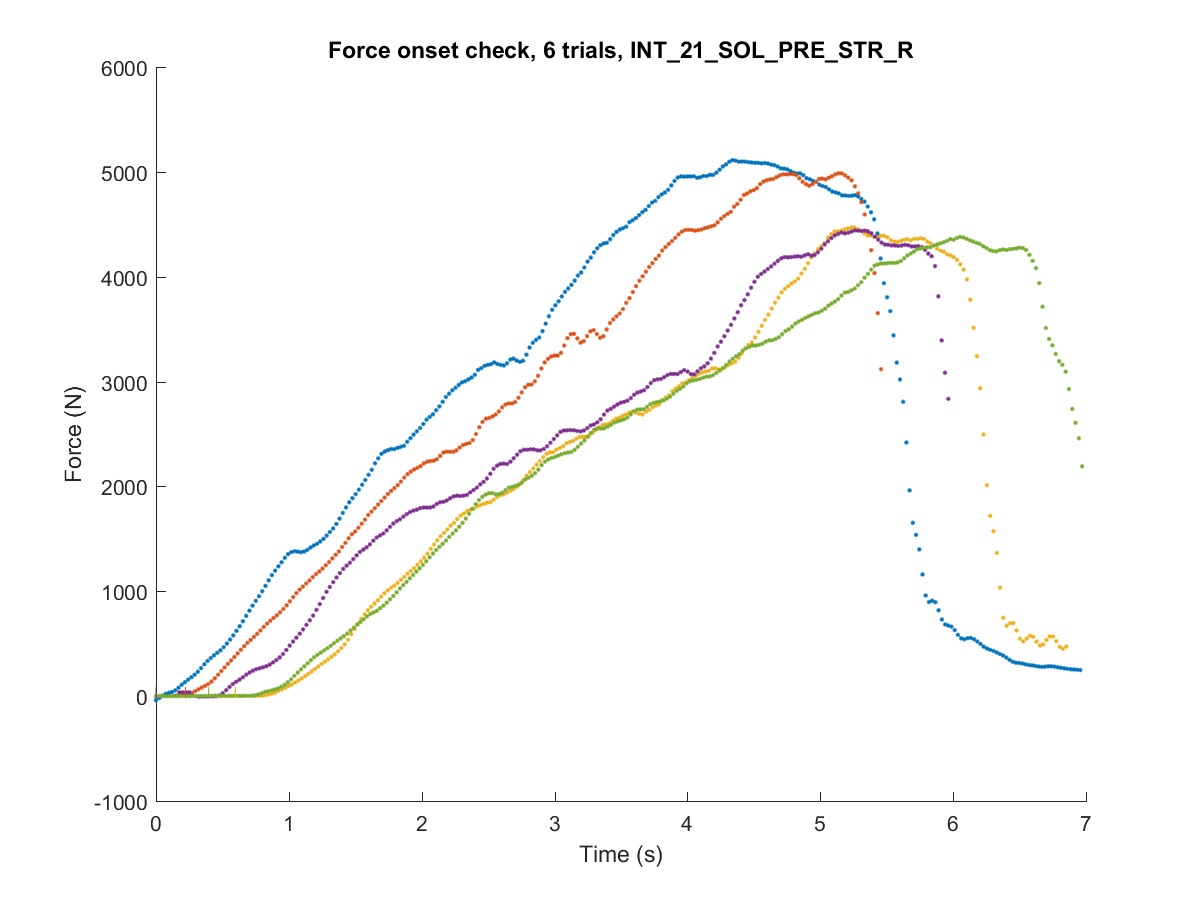 Force onset check, 6 trials, INT_21_SOL_PRE_STR_R
6000
5000
4000
3000
2000
1000
0
-1000
Force (N)
0 1 2 3 4 5 6 7
Time (s)